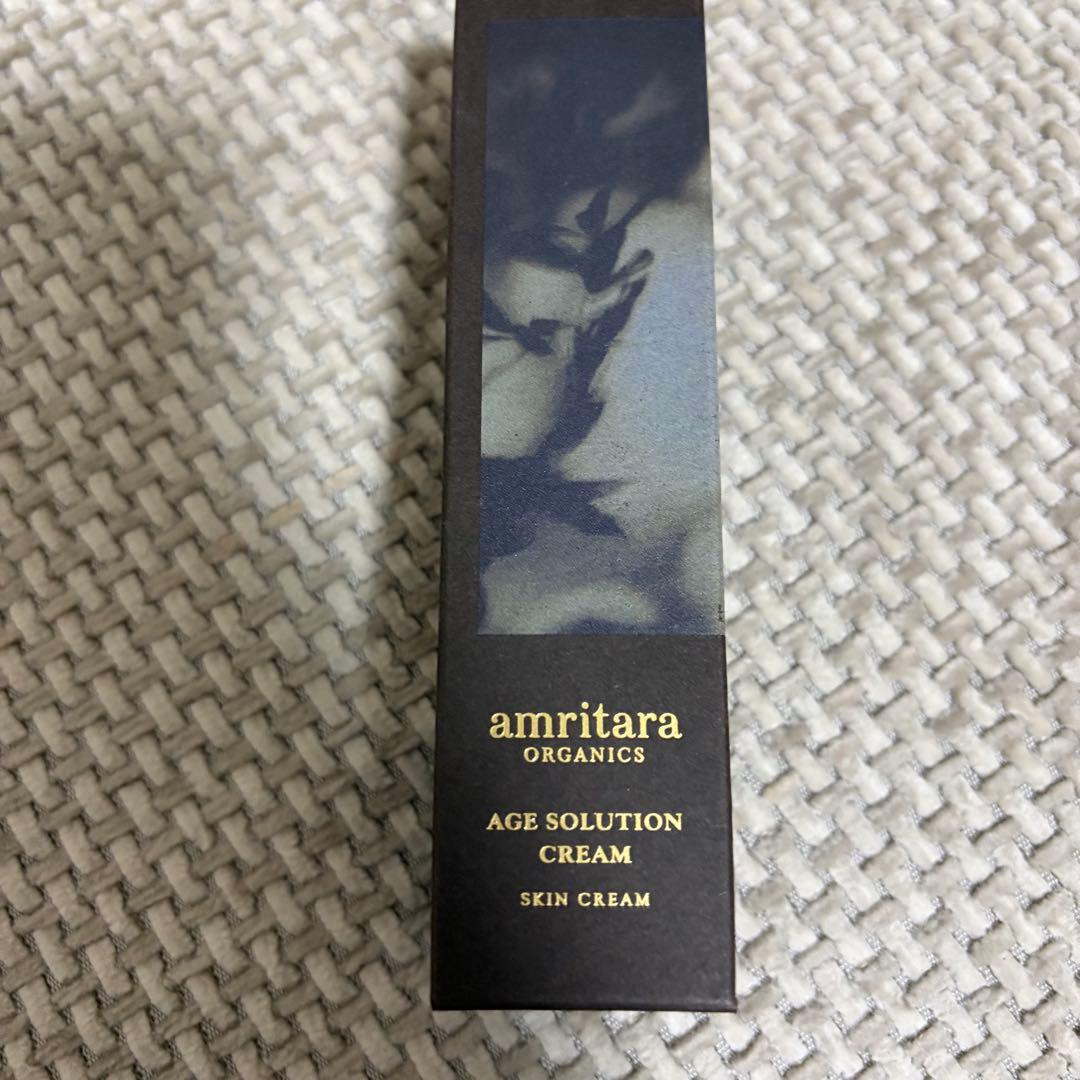 amritara
ORGANICS
AGE SOLUTION
CREAM
SKIN CREAM